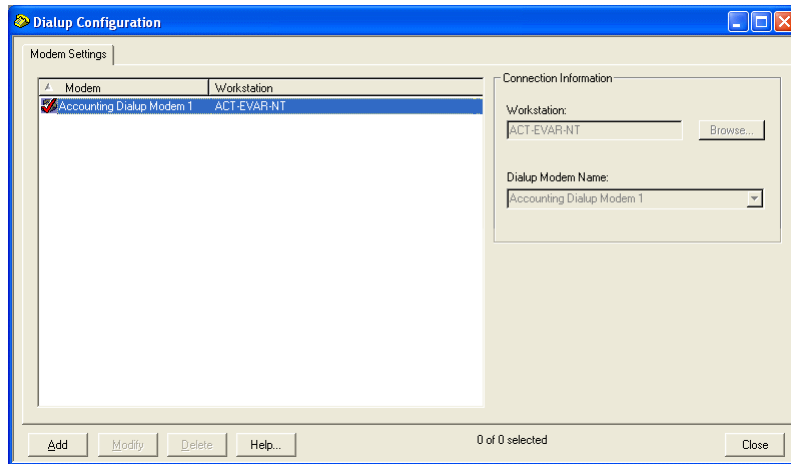 Dialup Configuration
Modem Settings
Modem Workstation
Accounting Dialup Modem 1 ACT-EVAR-NT
Connection Information
Workstation:
ACT-EVAR-NT Browse...
Dialup Modem Name:
Accounting Dialup Modem 1
Add Modify Delete Help... 0 of 0 selected Close